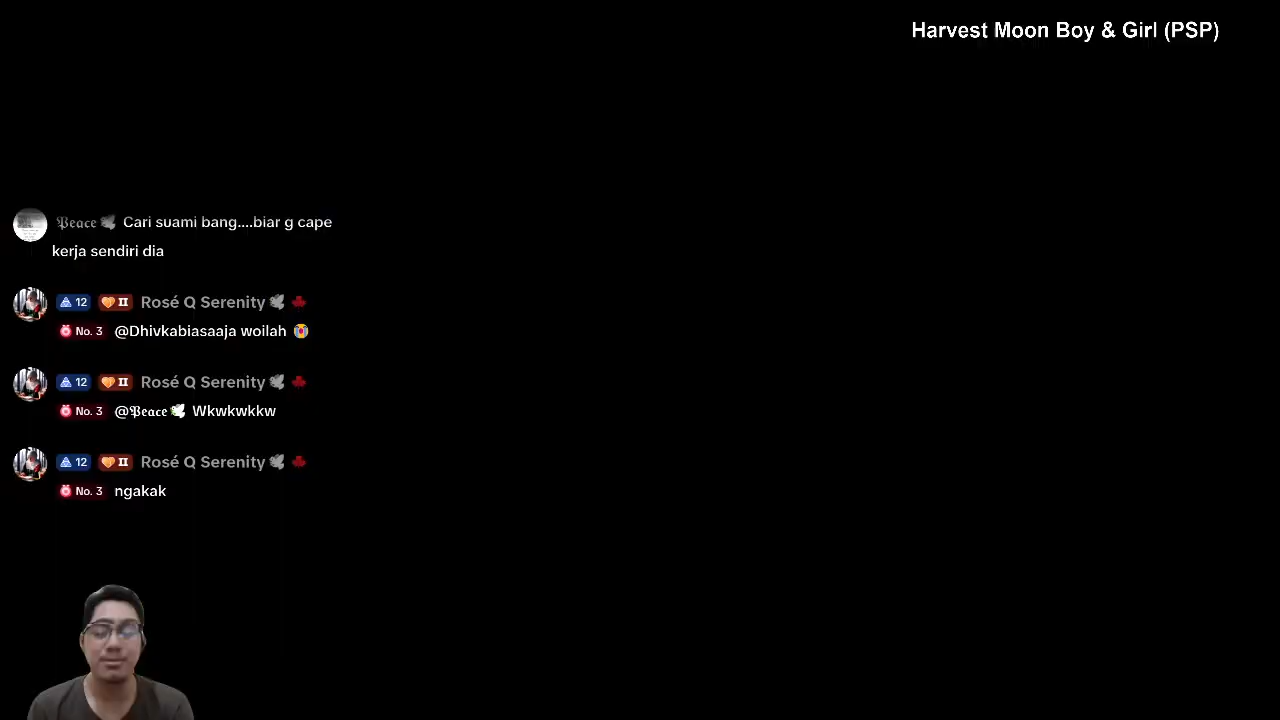 Harvest Moon Boy & Girl (PSP)
𝔓𝔢𝔞𝔠𝔢 🕊️ Cari suami bang....biar g cape
kerja sendiri dia
12 II Rosé Q Serenity 🕊️ ♣
No. 3 @Dhivkabiasaaja woilah 😭
12 II Rosé Q Serenity 🕊️ ♣
No. 3 @𝔓𝔢𝔞𝔠𝔢 🕊️ Wkwkwkkw
12 II Rosé Q Serenity 🕊️ ♣
No. 3 ngakak